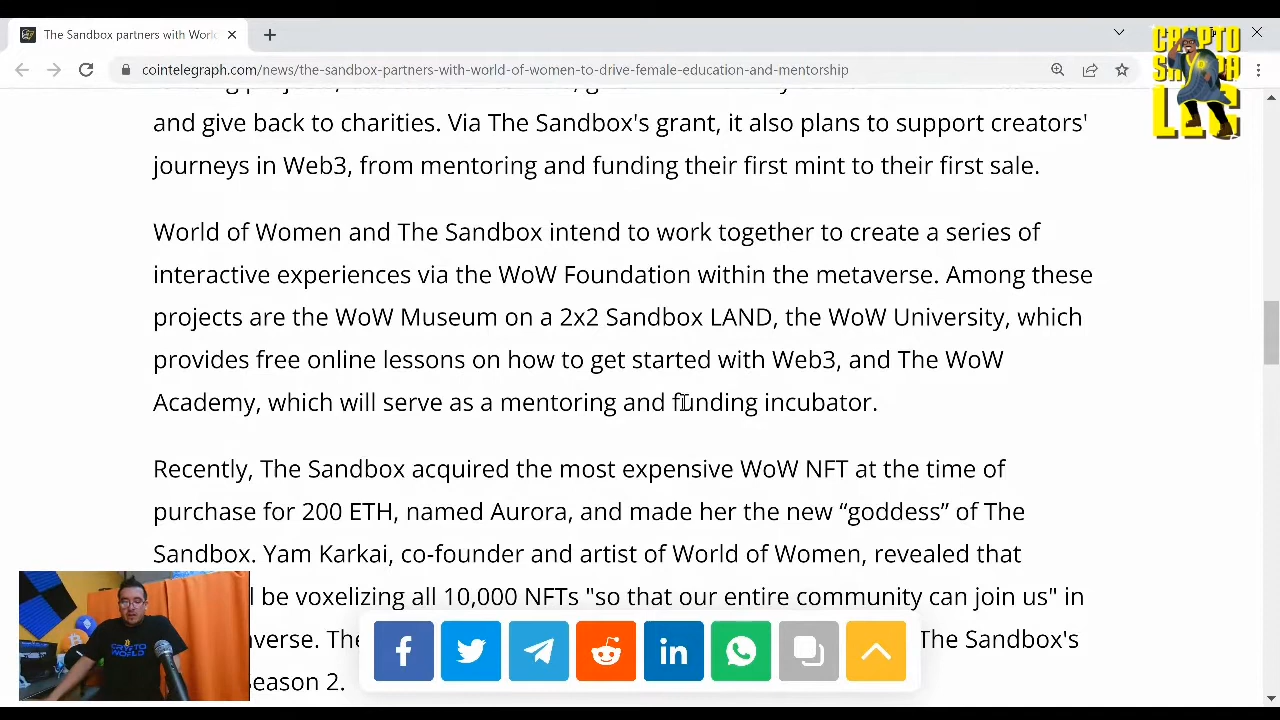 The Sandbox partners with Worl
cointelegraph.com/news/the-sandbox-partners-with-world-of-women-to-drive-female-education-and-mentorship
CRYPTO
and give back to charities. Via The Sandbox's grant, it also plans to support creators'
journeys in Web3, from mentoring and funding their first mint to their first sale.
World of Women and The Sandbox intend to work together to create a series of
interactive experiences via the WoW Foundation within the metaverse. Among these
projects are the WoW Museum on a 2x2 Sandbox LAND, the WoW University, which
provides free online lessons on how to get started with Web3, and The WoW
Academy, which will serve as a mentoring and funding incubator.
Recently, The Sandbox acquired the most expensive WoW NFT at the time of
purchase for 200 ETH, named Aurora, and made her the new “goddess” of The
Sandbox. Yam Karkai, co-founder and artist of World of Women, revealed that
be voxelizing all 10,000 NFTs "so that our entire community can join us" in
The Sandbox's
eason 2.
CRYPTO
WORLD